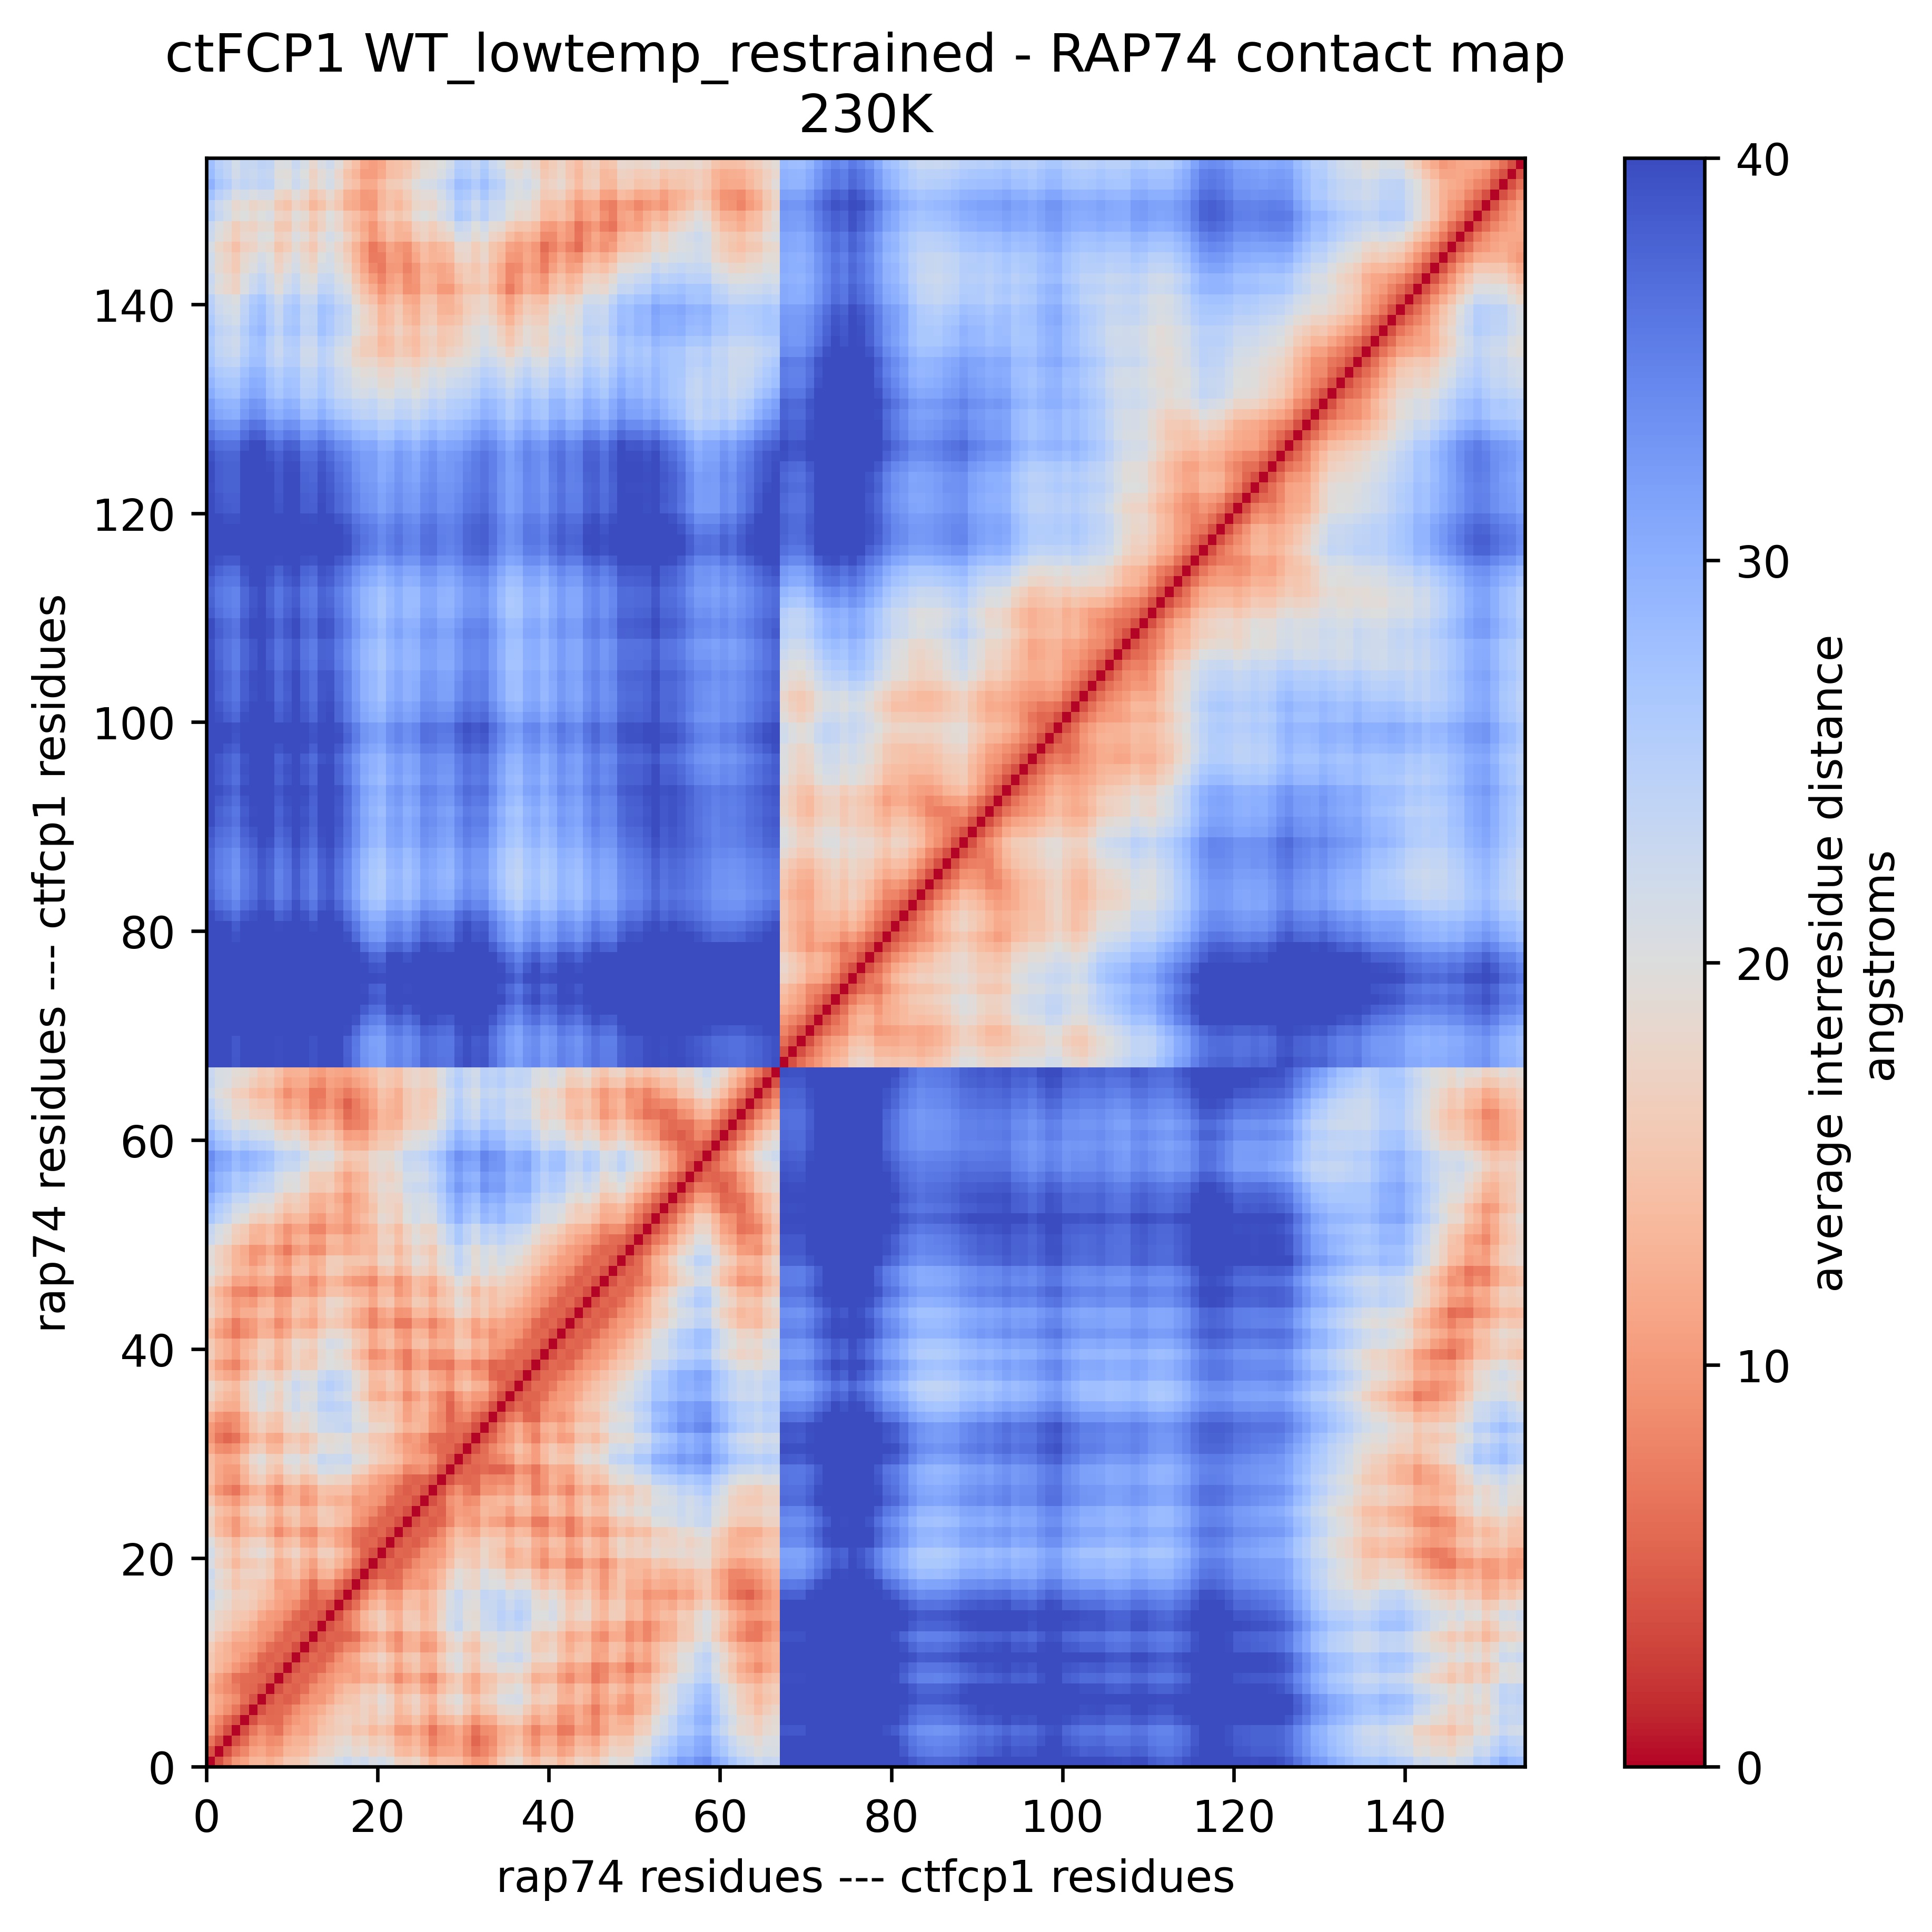 ctFCP1 WT_lowtemp_restrained - RAP74 contact map
230K
rap74 residues --- ctfcp1 residues
140
120
100
80
60
40
20
0
0 20 40 60 80 100 120 140
rap74 residues --- ctfcp1 residues
40
30
20
10
0
average interresidue distance
angstroms